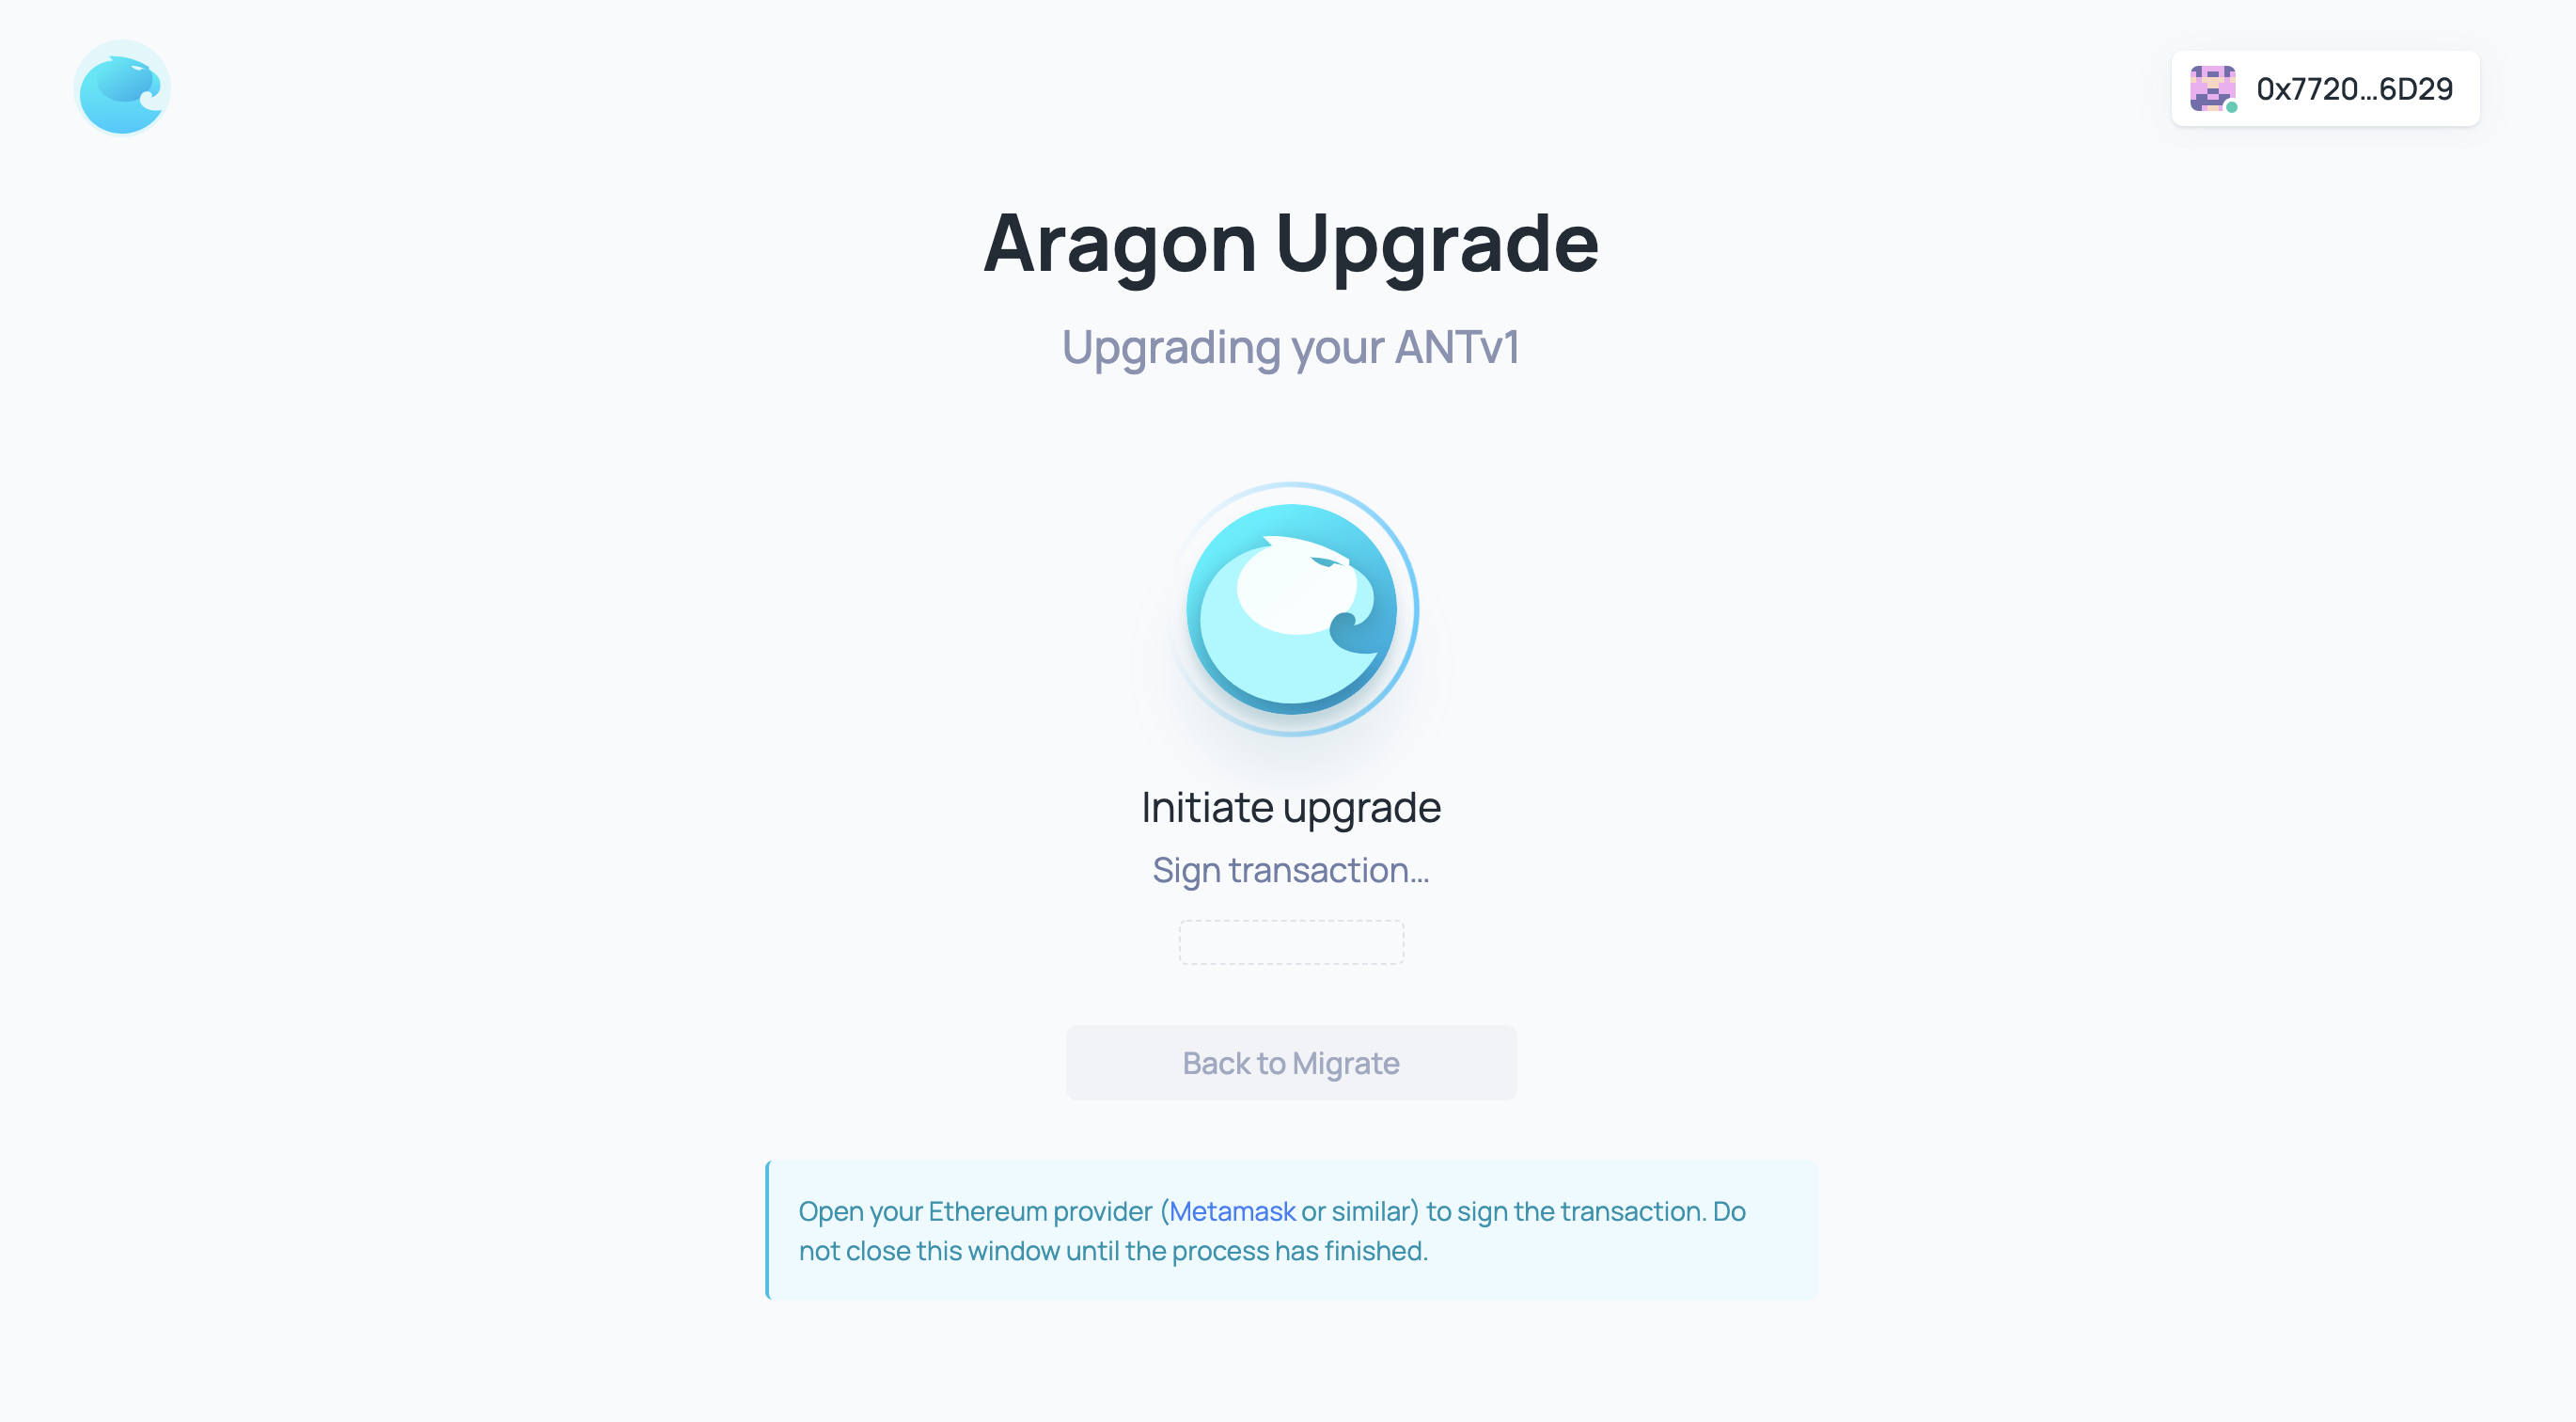 0x7720…6D29
Aragon Upgrade
Upgrading your ANTv1
Initiate upgrade
Sign transaction…
Back to Migrate
Open your Ethereum provider (Metamask or similar) to sign the transaction. Do
not close this window until the process has finished.